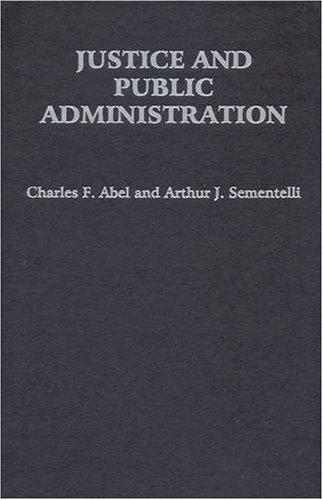 JUSTICE AND
PUBLIC
ADMINISTRATION
Charles F. Abel and Arthur J. Sementelli